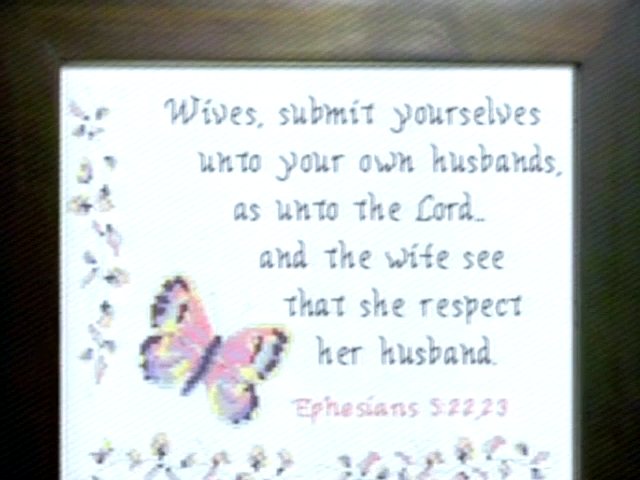 Wives, submit yourselves
unto your own husbands,
as unto the Lord..
and the wife see
that she respect
her husband.
Ephesians 5:22,23